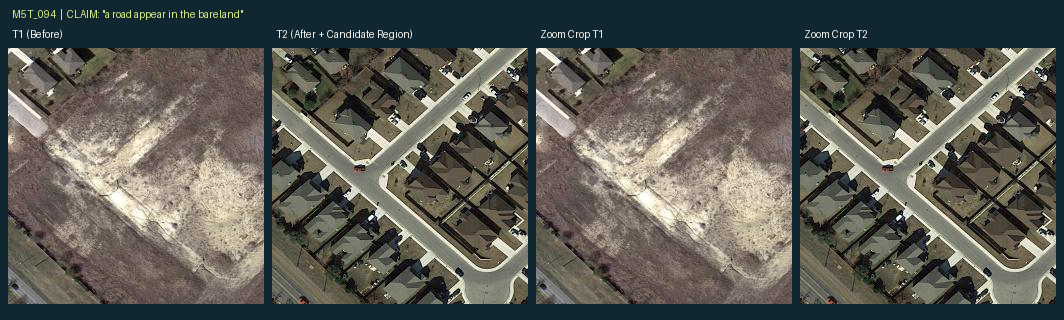 M5T_094 | CLAIM: "a road appear in the bareland"
T1 (Before)
T2 (After + Candidate Region)
Zoom Crop T1
Zoom Crop T2